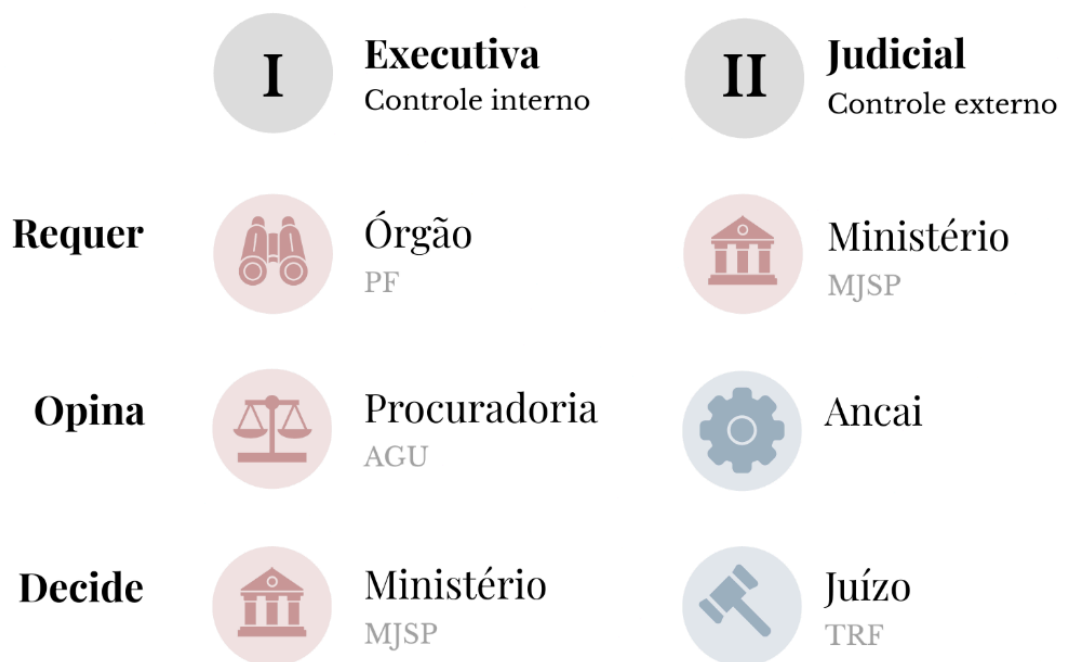 I
Executiva
Controle interno
II
Judicial
Controle externo
Requer
Órgão
PF
Ministério
MJSP
Opina
Procuradoria
AGU
Ancai
Decide
Ministério
MJSP
Juízo
TRF